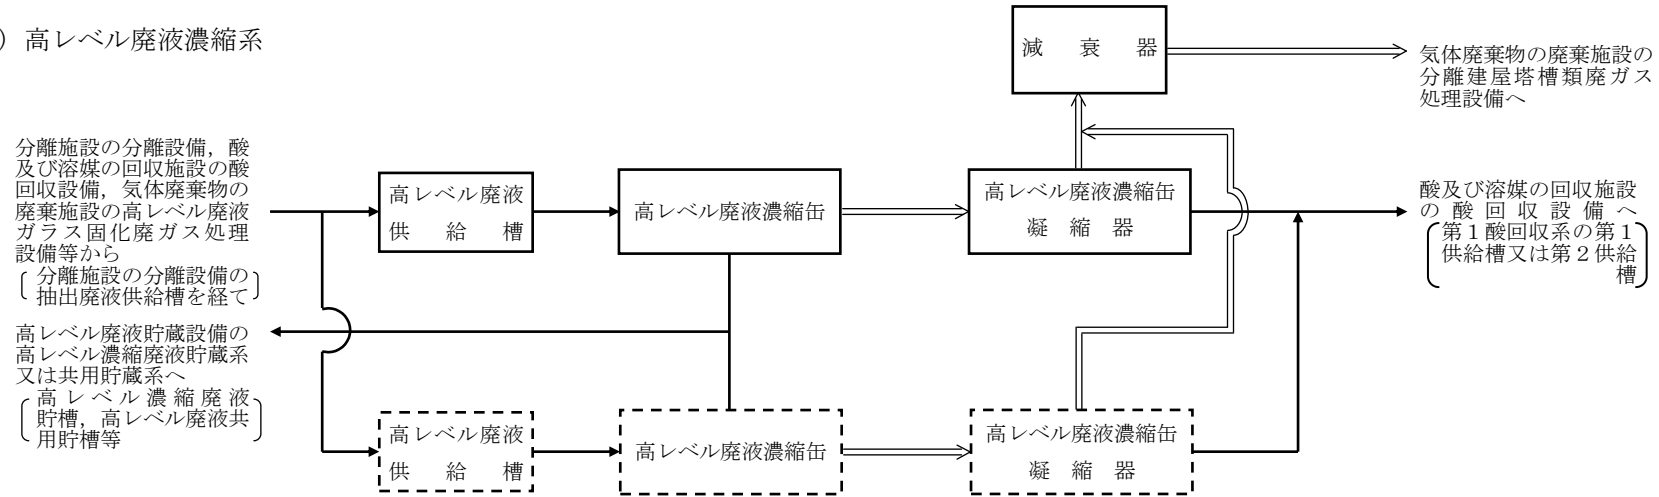 ）高レベル廃液濃縮系
減衰器
気体廃棄物の廃棄施設の
分離建屋塔槽類廃ガス
処理設備へ
分離施設の分離設備，酸
及び溶媒の回収施設の酸
回収設備，気体廃棄物の
廃棄施設の高レベル廃液
ガラス固化廃ガス処理
設備等から
分離施設の分離設備の
抽出廃液供給槽を経て
高レベル廃液
供給槽
高レベル廃液濃縮缶
高レベル廃液濃縮缶
凝縮器
酸及び溶媒の回収施設
の酸回収設備へ
第１酸回収系の第１
供給槽又は第２供給
槽
高レベル廃液貯蔵設備の
高レベル濃縮廃液貯蔵系
又は共用貯蔵系へ
高レベル濃縮廃液
貯槽，高レベル廃液共
用貯槽等
高レベル廃液
供給槽
高レベル廃液濃縮缶
高レベル廃液濃縮缶
凝縮器